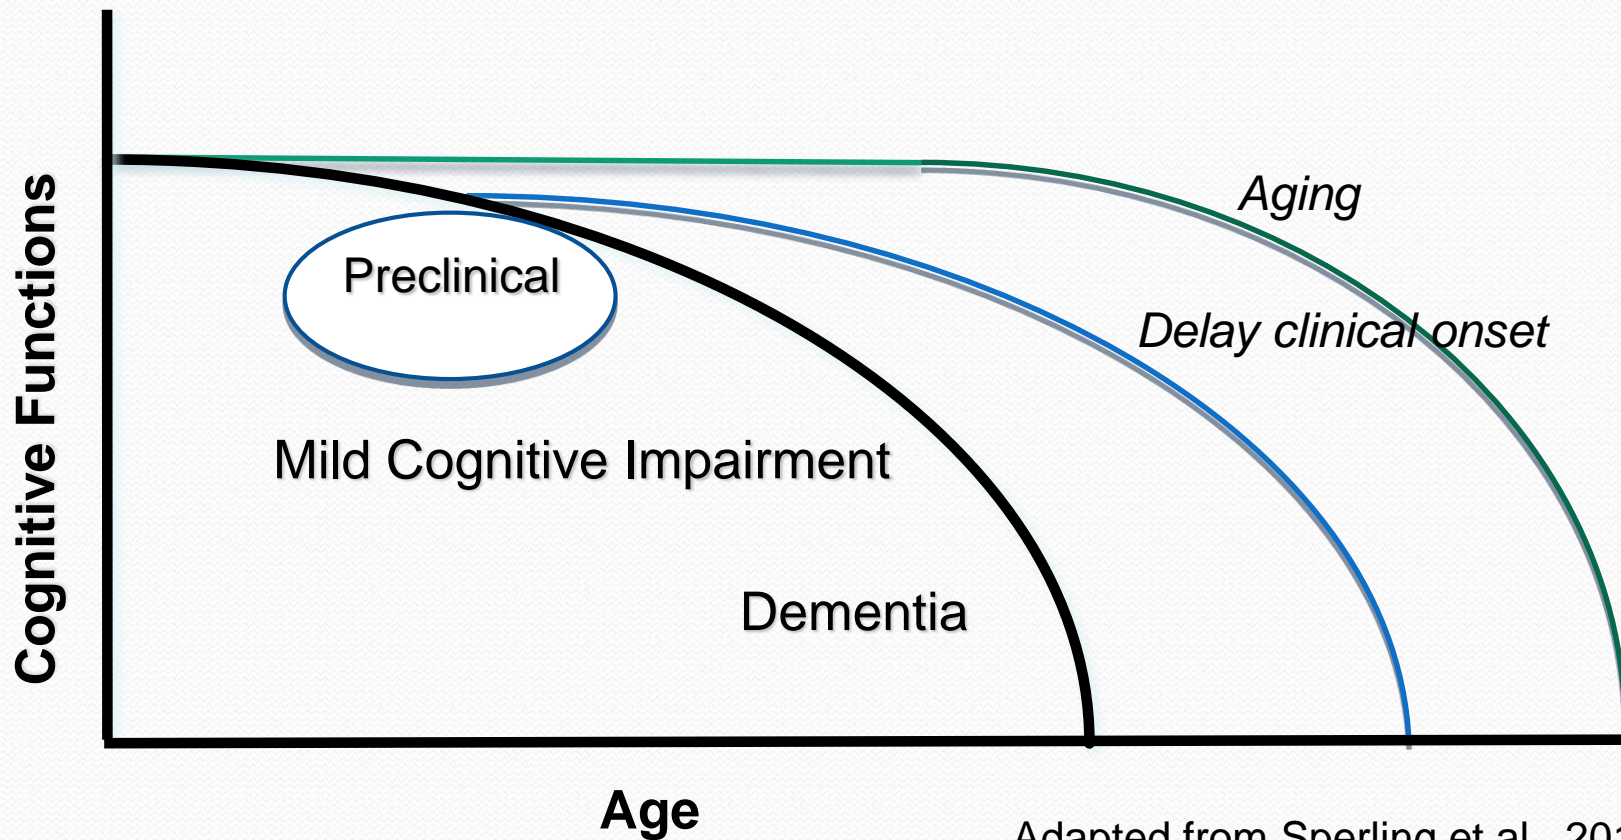 Cognitive Functions
Aging
Preclinical
Delay clinical onset
Mild Cognitive Impairment
Dementia
Age
Adapted from Sperling et al.,